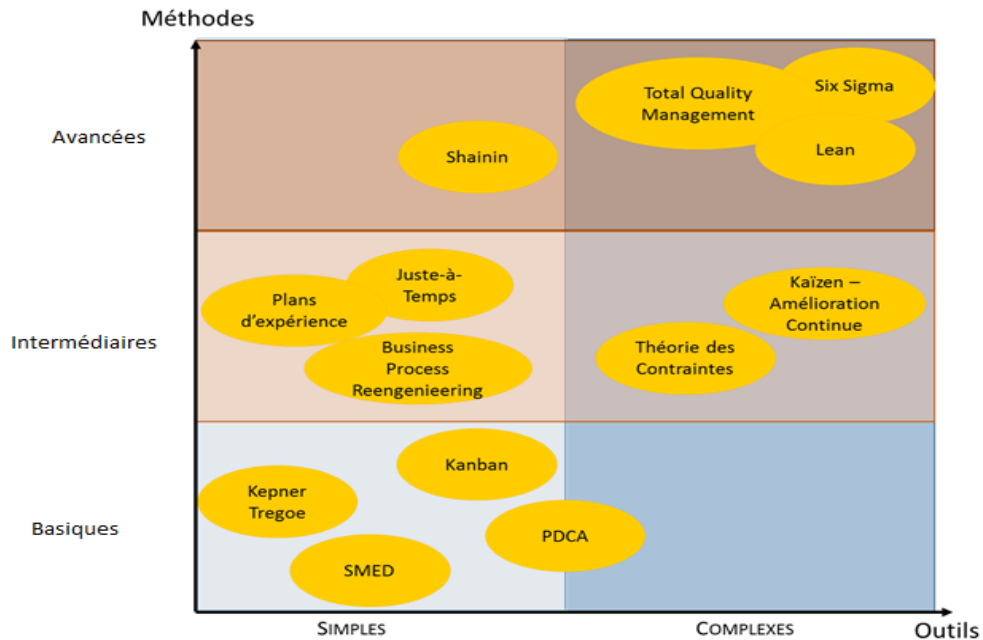 Méthodes
Avancées
Total Quality
Management
Six Sigma
Lean
Shainin
Intermédiaires
Plans
d’expérience
Juste-à-
Temps
Business
Process
Reengenieering
Théorie des
Contraintes
Kaïzen –
Amélioration
Continue
Basiques
Kepner
Tregoe
Kanban
SMED
PDCA
SIMPLES
COMPLEXES
Outils